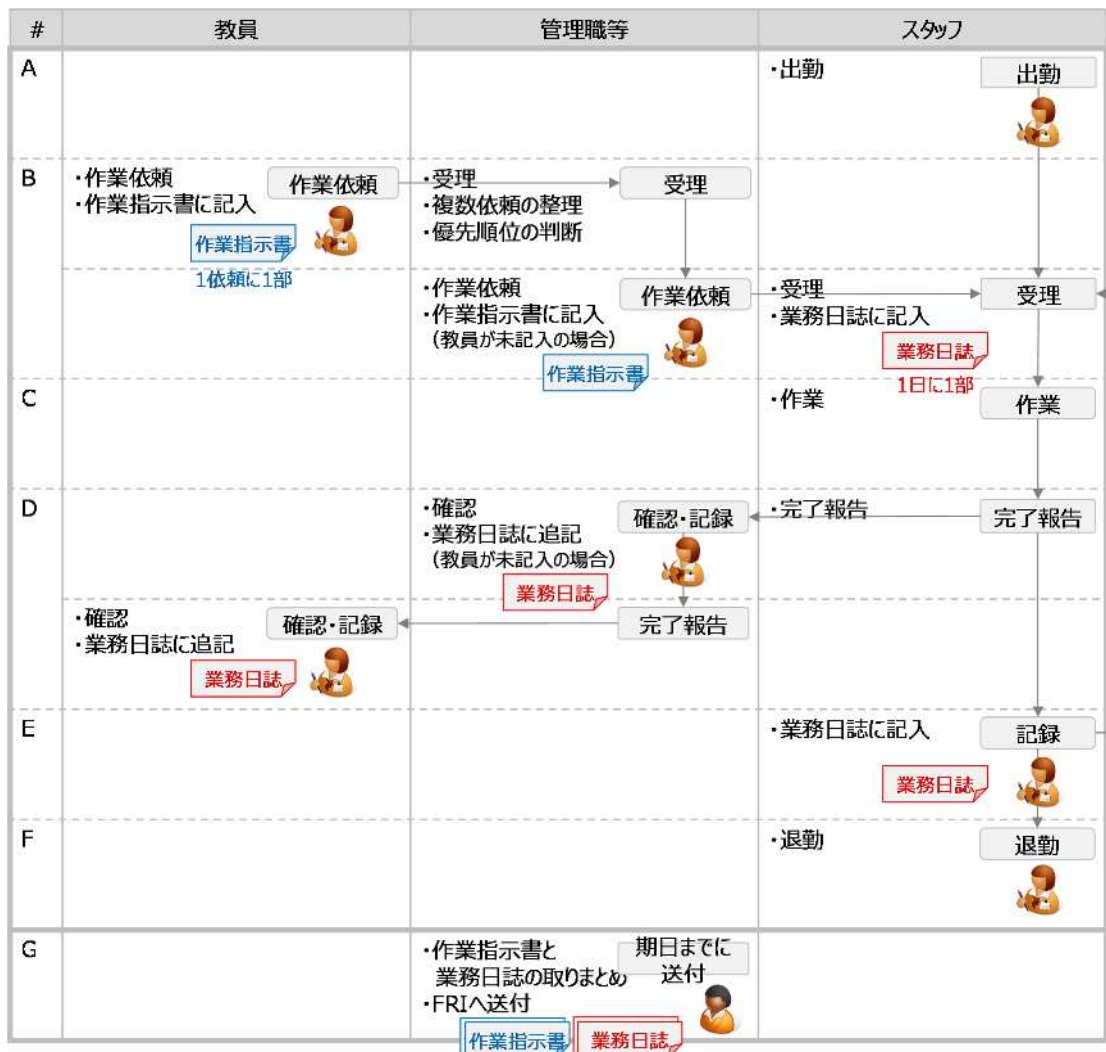 # 教員 管理職等 スタッフ
A
・出勤
出勤
B
・作業依頼
・作業指示書に記入
作業依頼
作業指示書
1依頼に1部
・受理
・複数依頼の整理
・優先順位の判断
受理
・作業依頼
・作業指示書に記入
(教員が未記入の場合)
作業依頼
作業指示書
・受理
・業務日誌に記入
受理
業務日誌
1日に1部
C
・作業
作業
D
・確認
・業務日誌に追記
(教員が未記入の場合)
確認・記録
業務日誌
・完了報告
完了報告
・確認
・業務日誌に追記
確認・記録
業務日誌
完了報告
E
・業務日誌に記入
記録
業務日誌
F
・退勤
退勤
G
・作業指示書と
業務日誌の取りまとめ
・FRIへ送付
期日までに
送付
作業指示書
業務日誌